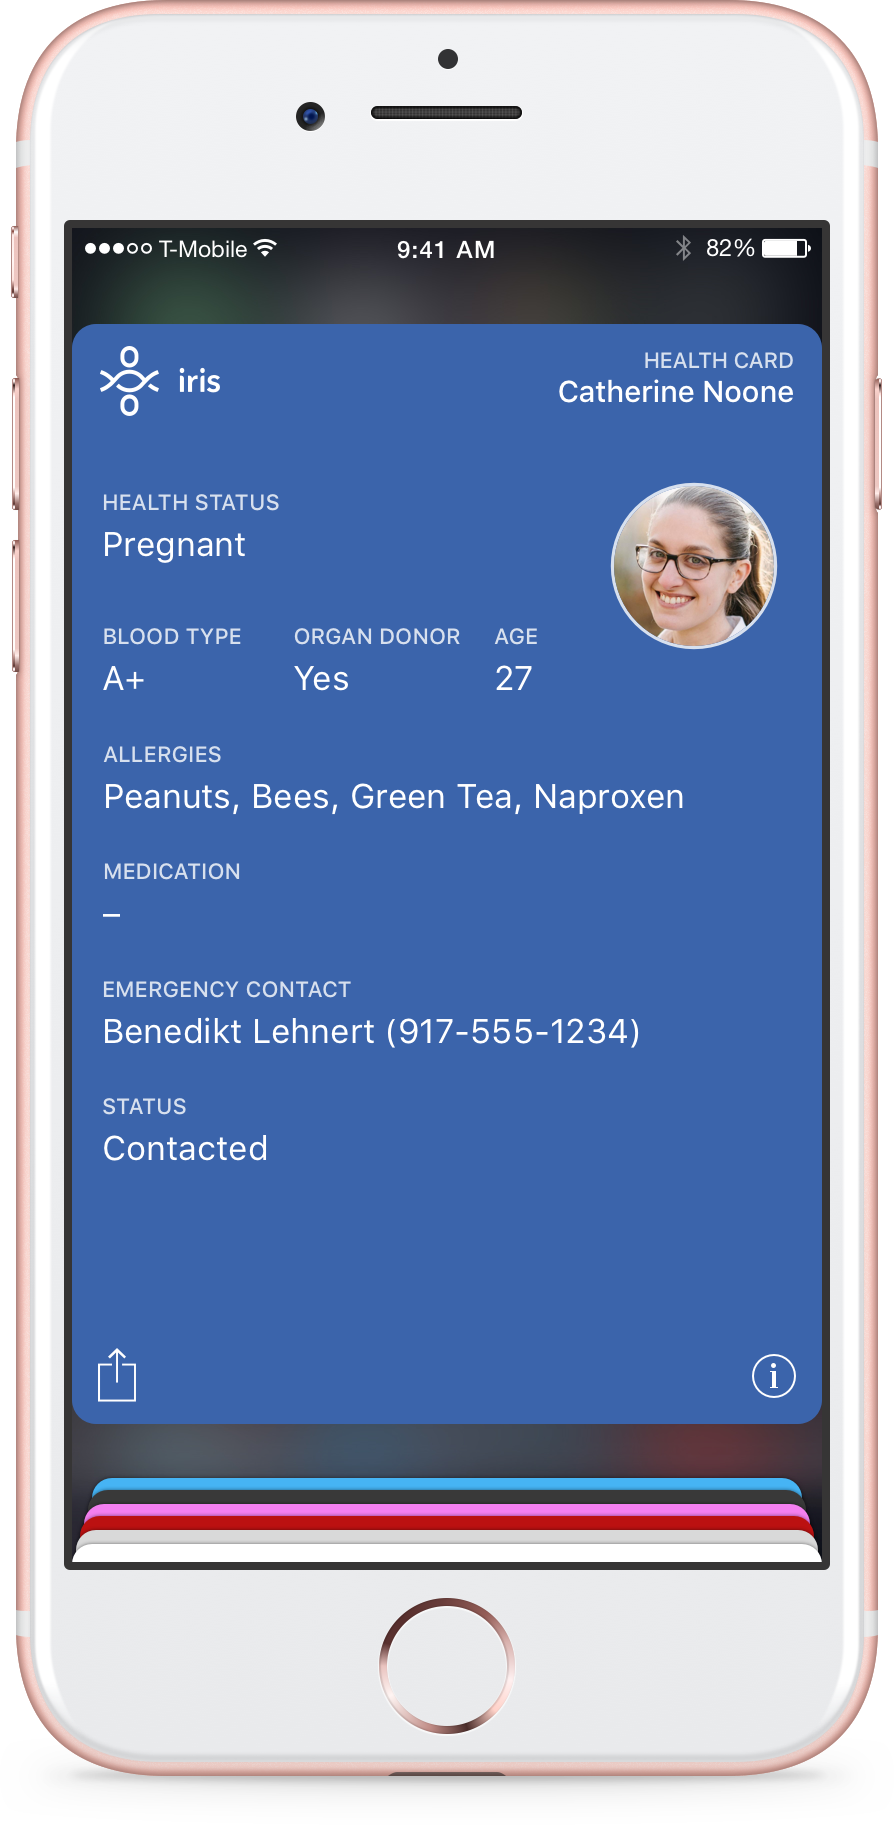 T-Mobile 9:41 AM 82%
iris
HEALTH CARD
Catherine Noone
HEALTH STATUS
Pregnant
BLOOD TYPE ORGAN DONOR AGE
A+ Yes 27
ALLERGIES
Peanuts, Bees, Green Tea, Naproxen
MEDICATION
–
EMERGENCY CONTACT
Benedikt Lehnert (917-555-1234)
STATUS
Contacted